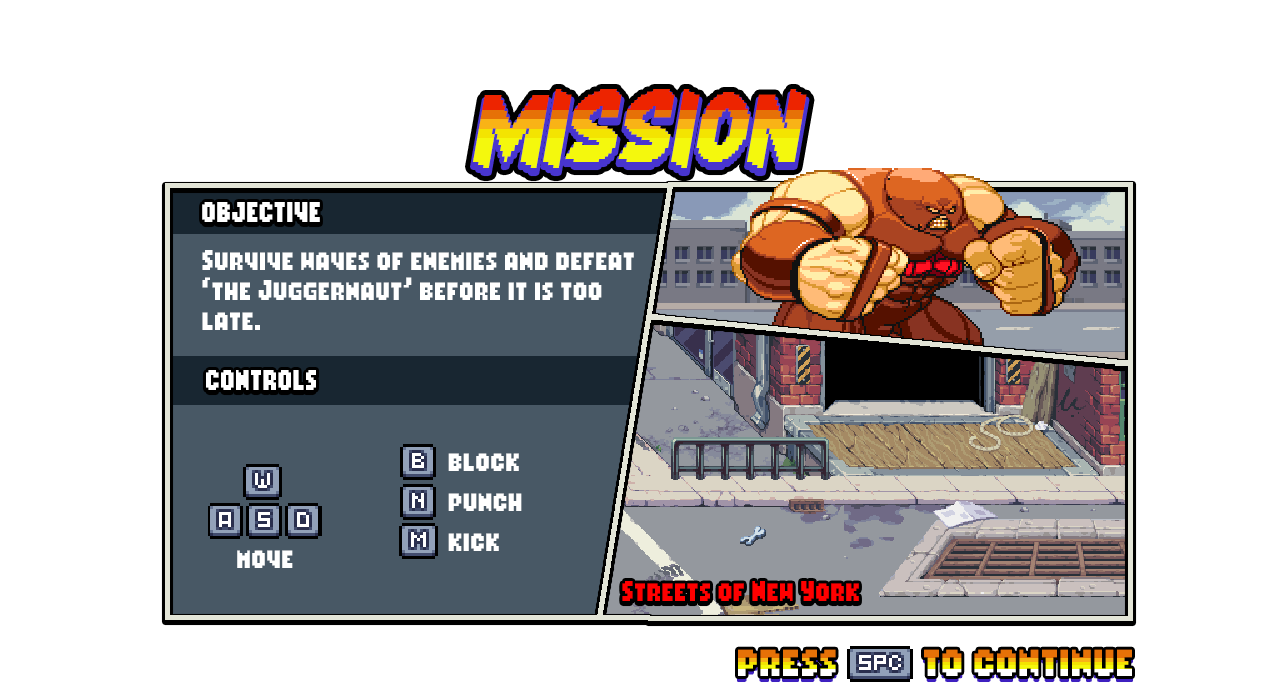 MISSION
OBJECTIVE
SURVIVE WAVES OF ENEMIES AND DEFEAT
'THE JUGGERNAUT' BEFORE IT IS TOO
LATE.
CONTROLS
W
A S D
MOVE
B BLOCK
N PUNCH
M KICK
STREETS OF NEW YORK
PRESS SPC TO CONTINUE